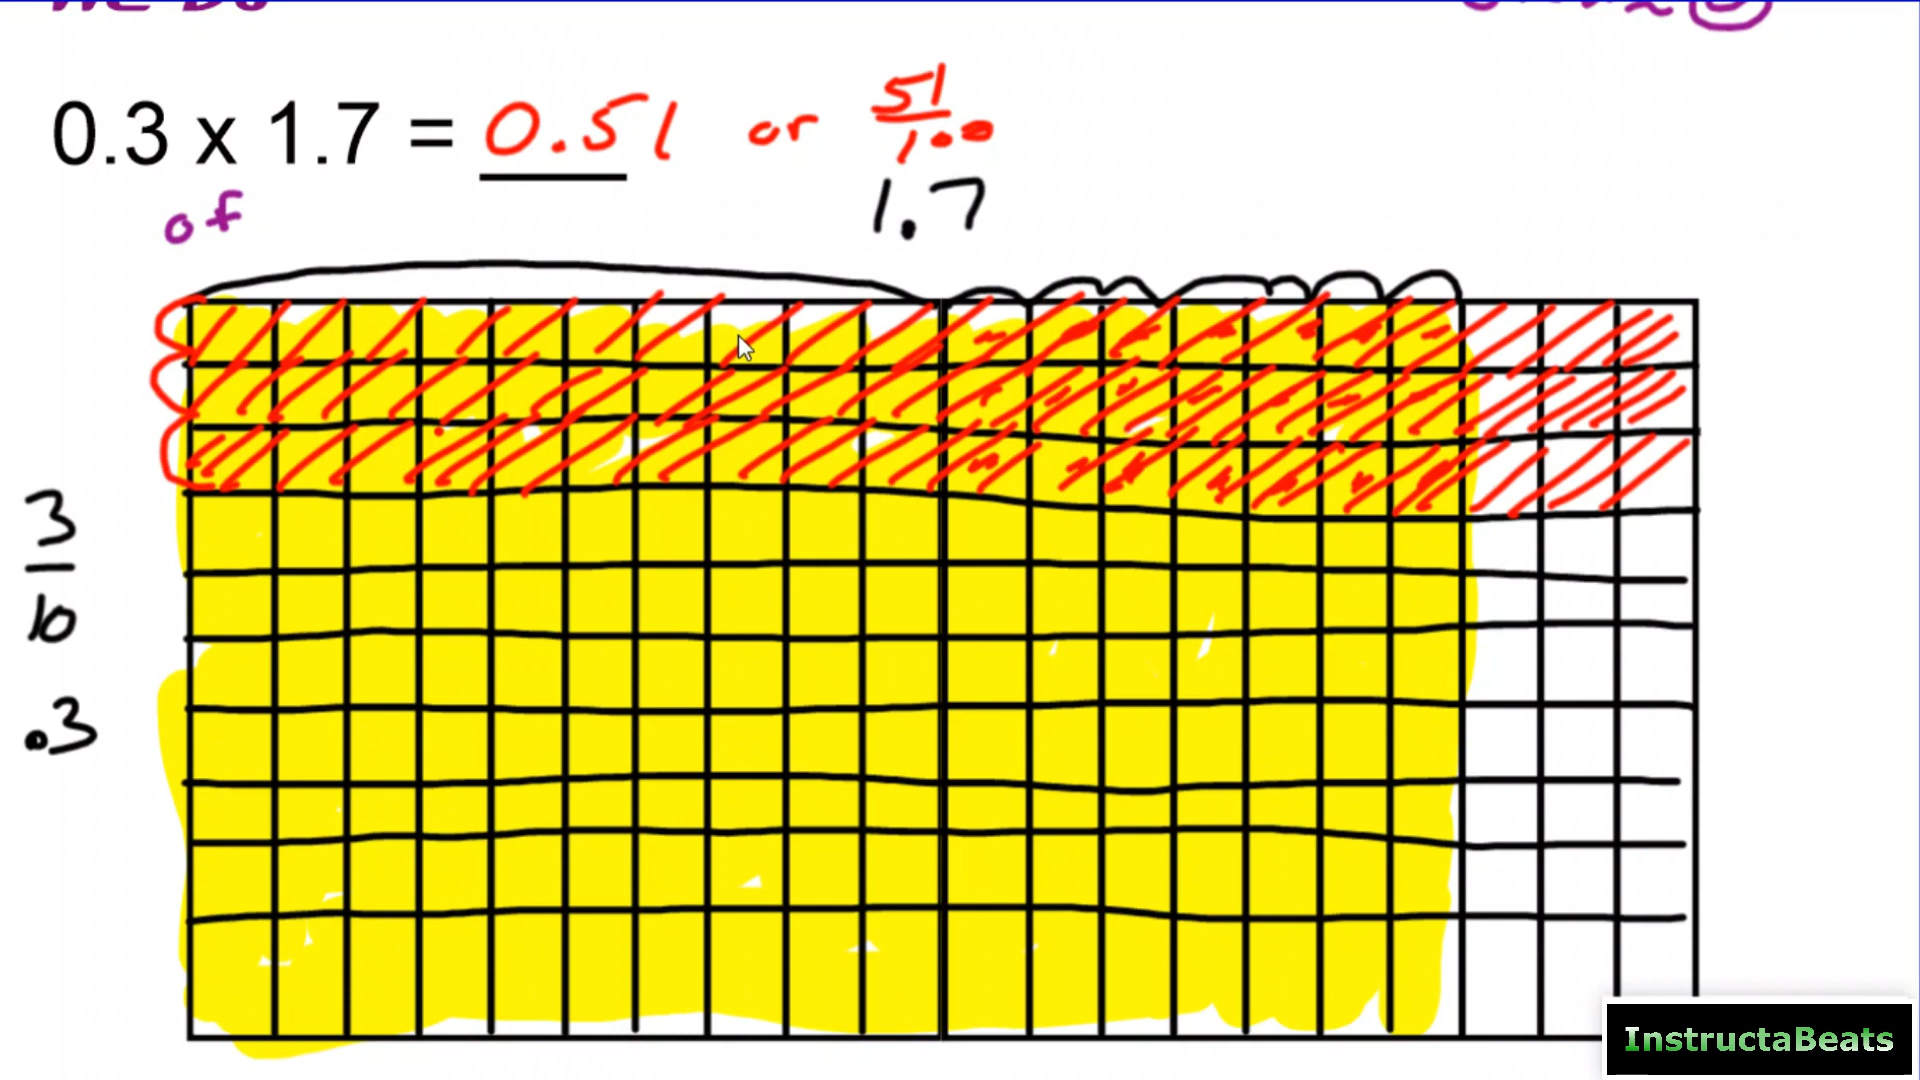 0.3 x 1.7 = 0.51 or 51/100
of
1.7
3
10
.3
InstructaBeats